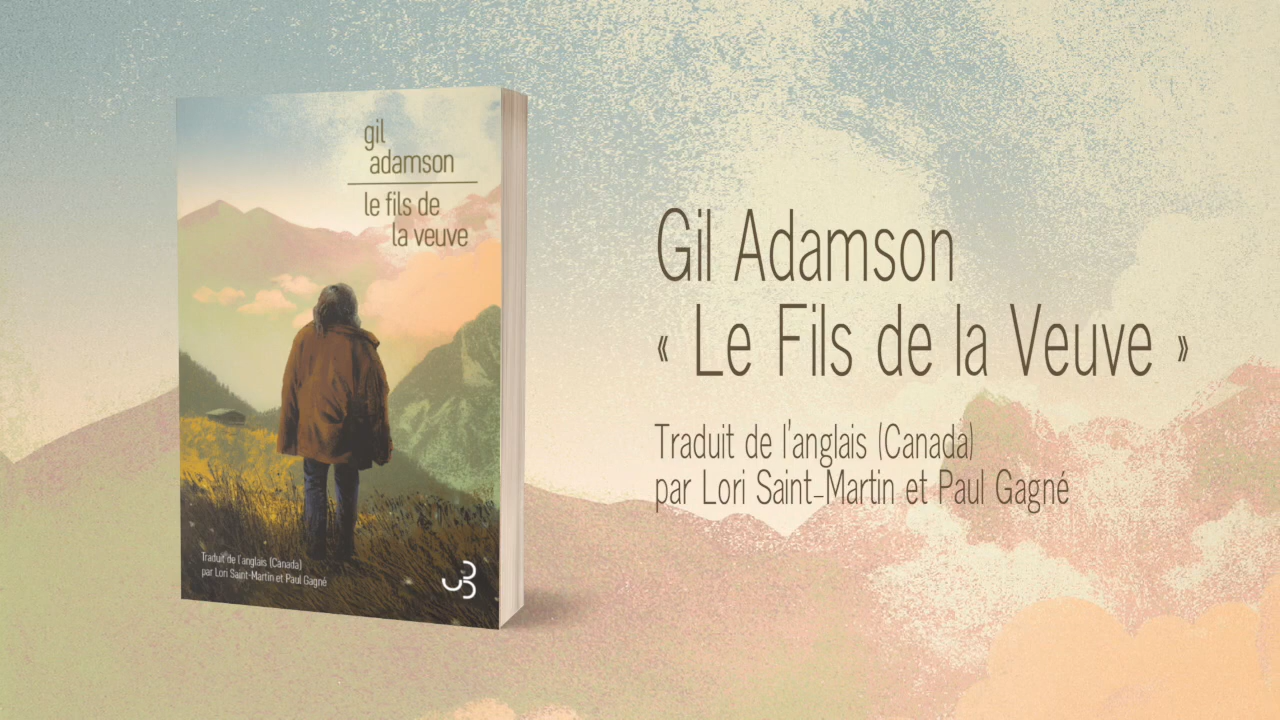 gil
adamson
le fils de
la veuve
Traduit de l'anglais (Canada)
par Lori Saint-Martin et Paul Gagné
Gil Adamson
« Le Fils de la Veuve »
Traduit de l'anglais (Canada)
par Lori Saint-Martin et Paul Gagné